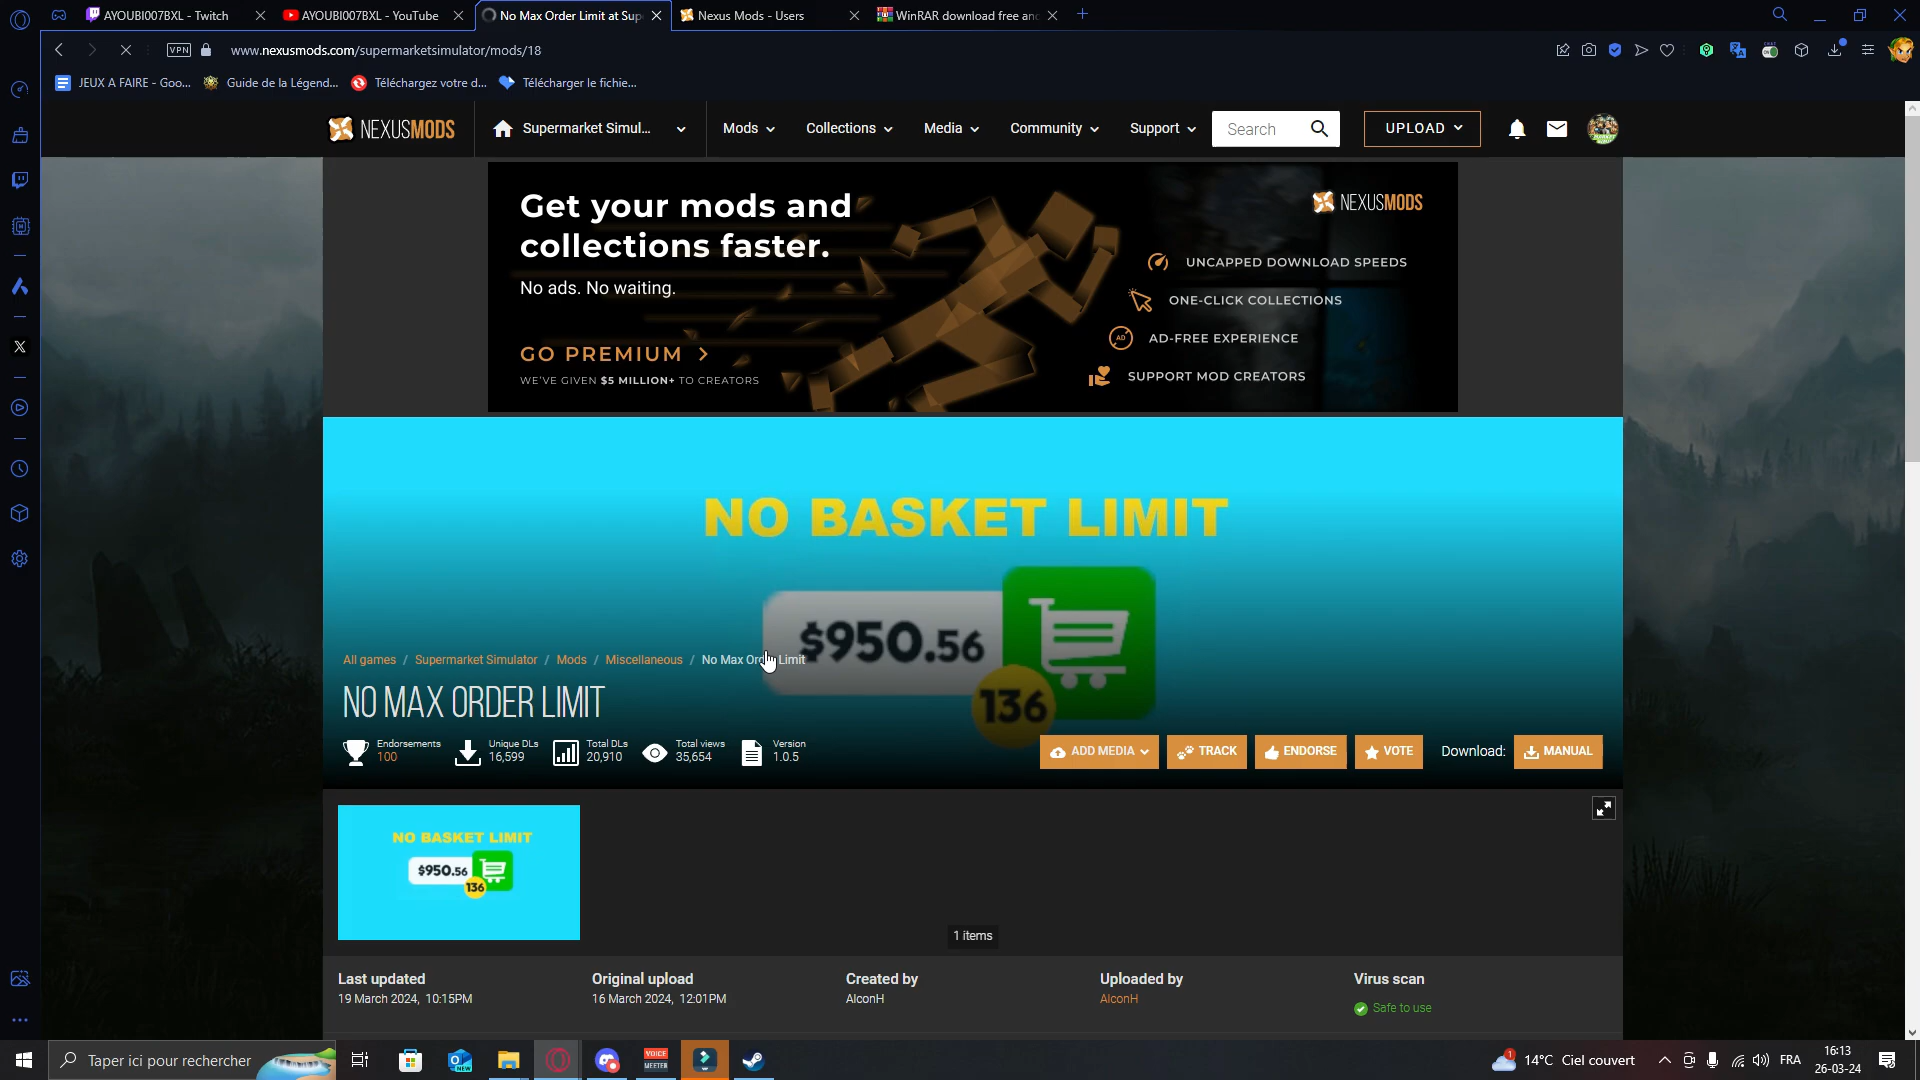 AYOUBI007BXL - Twitch
AYOUBI007BXL - YouTube
No Max Order Limit at Sup
Nexus Mods - Users
WinRAR download free and
VPN
www.nexusmods.com/supermarketsimulator/mods/18
JEUX A FAIRE - Goo...
Guide de la Légend...
Téléchargez votre d...
Télécharger le fichie...
NEXUSMODS
Supermarket Simul...
Mods
Collections
Media
Community
Support
Search
UPLOAD
Get your mods and
collections faster.
No ads. No waiting.
GO PREMIUM >
WE'VE GIVEN $5 MILLION+ TO CREATORS
NEXUSMODS
UNCAPPED DOWNLOAD SPEEDS
ONE-CLICK COLLECTIONS
AD
AD-FREE EXPERIENCE
SUPPORT MOD CREATORS
NO BASKET LIMIT
$950.56
136
All games / Supermarket Simulator / Mods / Miscellaneous / No Max Order Limit
NO MAX ORDER LIMIT
Endorsements
100
Unique DLs
16,599
Total DLs
20,910
Total views
35,654
Version
1.0.5
ADD MEDIA
TRACK
ENDORSE
VOTE
Download:
MANUAL
NO BASKET LIMIT
$950.56
136
1 items
Last updated
19 March 2024, 10:15PM
Original upload
16 March 2024, 12:01PM
Created by
AlconH
Uploaded by
AlconH
Virus scan
Safe to use
Taper ici pour rechercher
NEW
VOICE
MEETER
1
14°C Ciel couvert
FRA
16:13
26-03-24